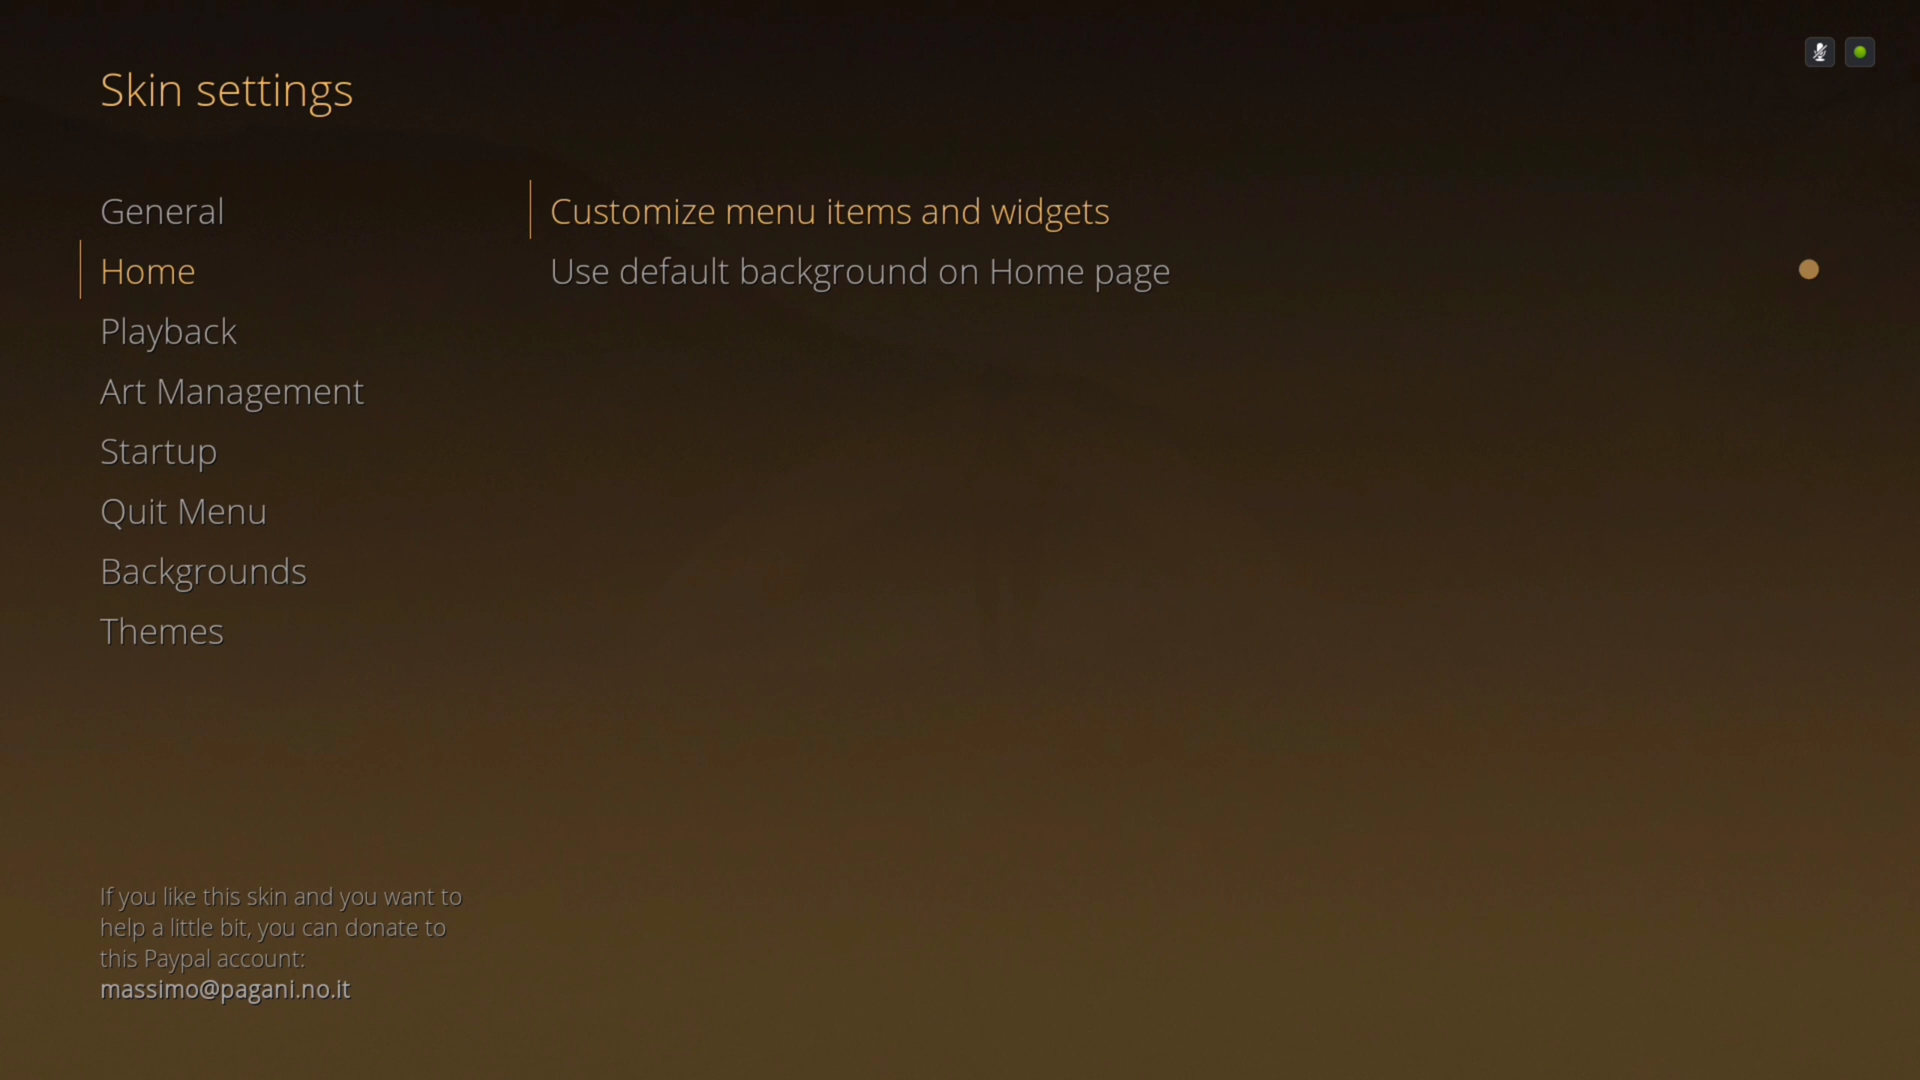 Skin settings
General
Home
Playback
Art Management
Startup
Quit Menu
Backgrounds
Themes
Customize menu items and widgets
Use default background on Home page
If you like this skin and you want to
help a little bit, you can donate to
this Paypal account:
massimo@pagani.no.it